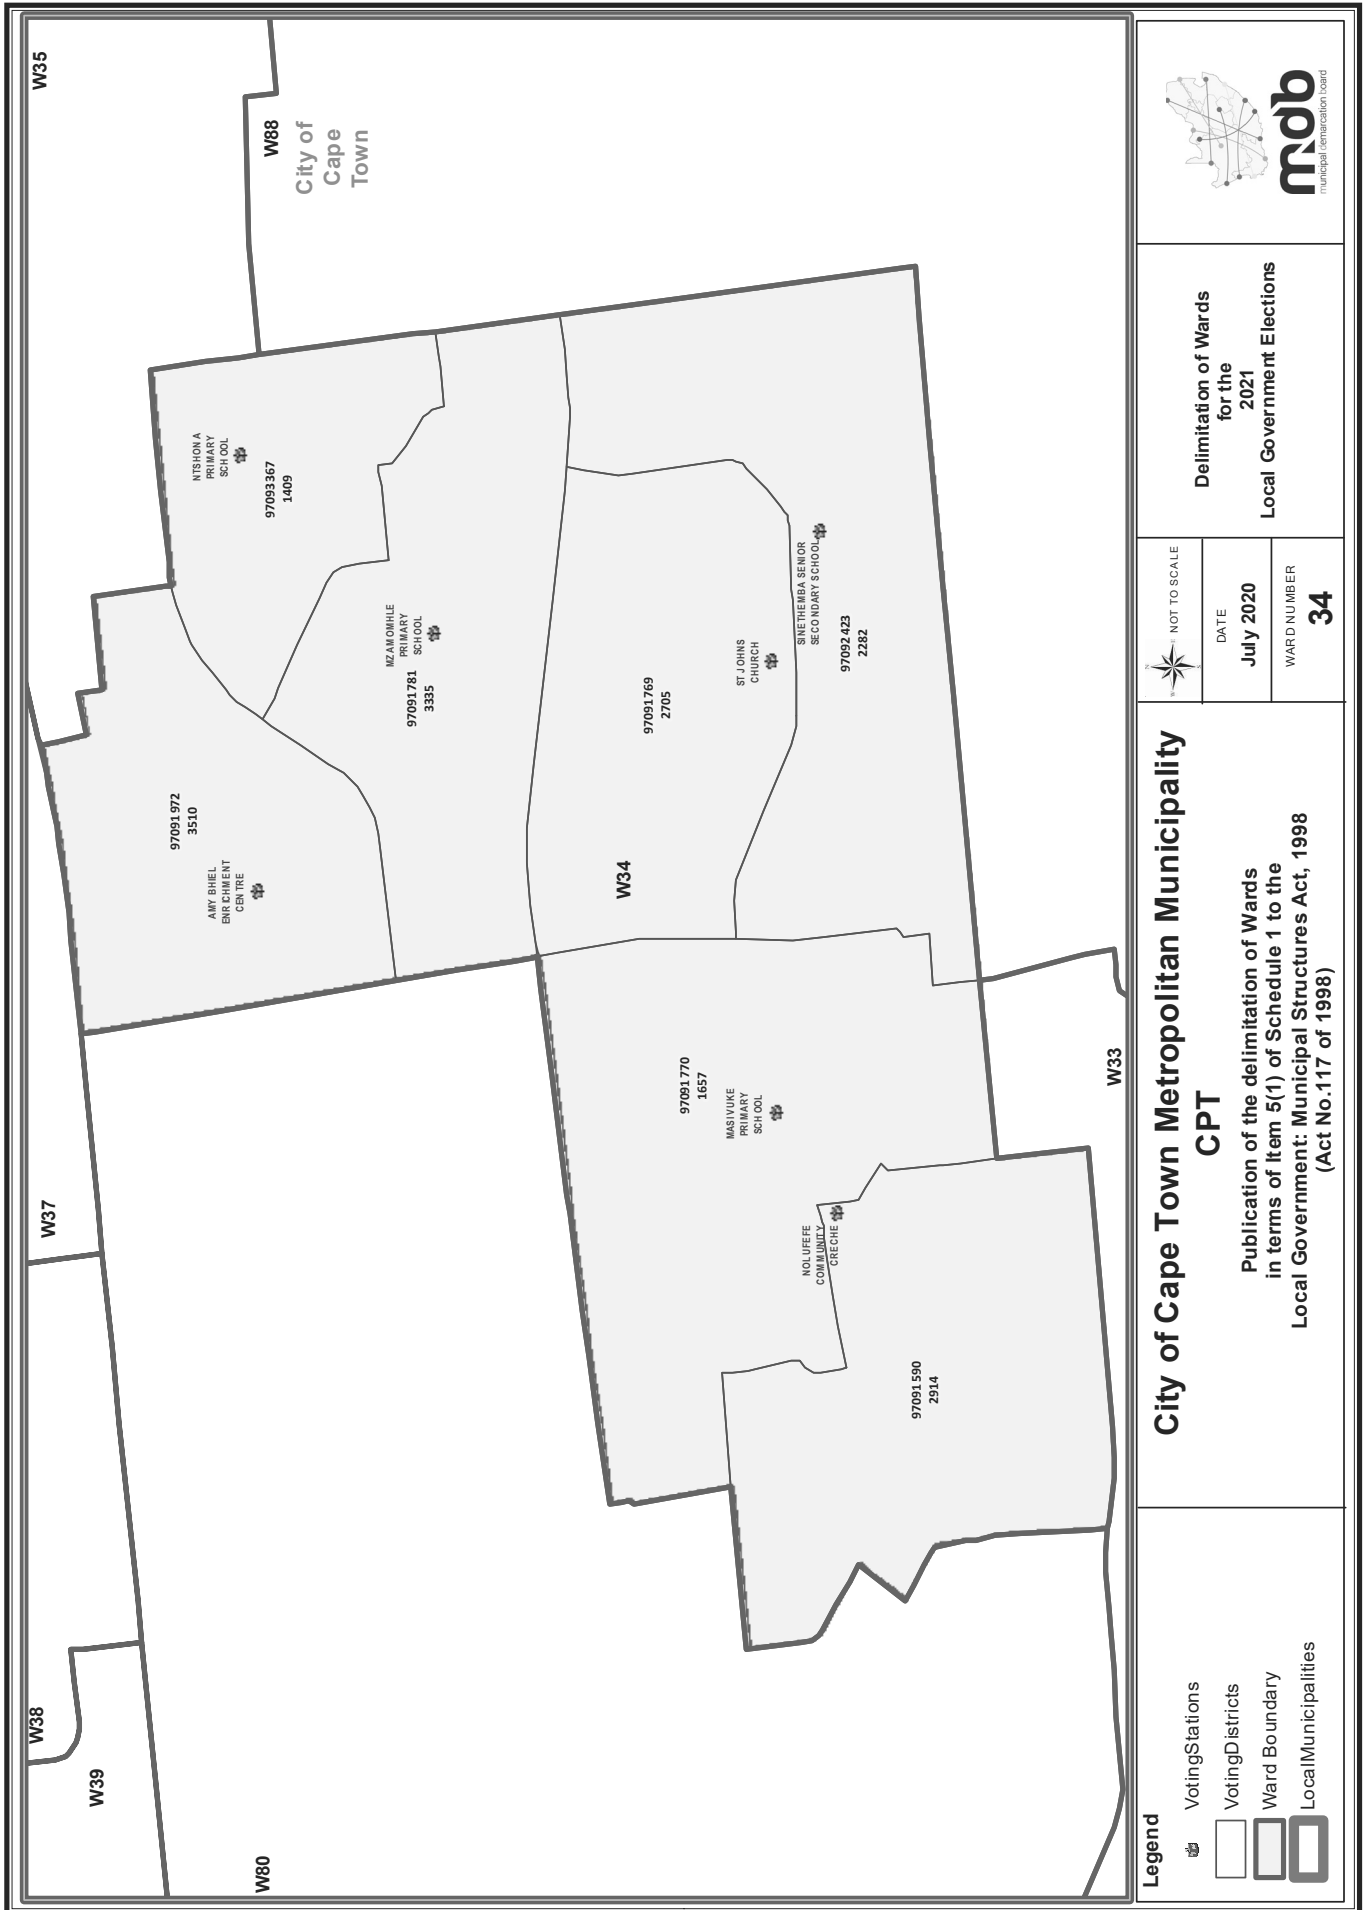 W35
W88
City of
Cape
Town
W37
W38
W39
W80
W33
W34
NTSHONA
PRIMARY
SCHOOL
97093367
1409
MZAMOMHLE
PRIMARY
SCHOOL
97091781
3335
97091972
3510
AMY BHIEL
ENRICHMENT
CENTRE
97091769
2705
ST JOHNS
CHURCH
SINETHEMBA SENIOR
SECONDARY SCHOOL
97092423
2282
97091770
1657
MASIVUKE
PRIMARY
SCHOOL
NOLUFEFE
COMMUNITY
CRECHE
97091590
2914
Legend
VotingStations
VotingDistricts
Ward Boundary
LocalMunicipalities
City of Cape Town Metropolitan Municipality
CPT
Publication of the delimitation of Wards
in terms of Item 5(1) of Schedule 1 to the
Local Government: Municipal Structures Act, 1998
(Act No.117 of 1998)
N
E
S
W
NOT TO SCALE
DATE
July 2020
WARD NUMBER
34
Delimitation of Wards
for the
2021
Local Government Elections
mdb
municipal demarcation board